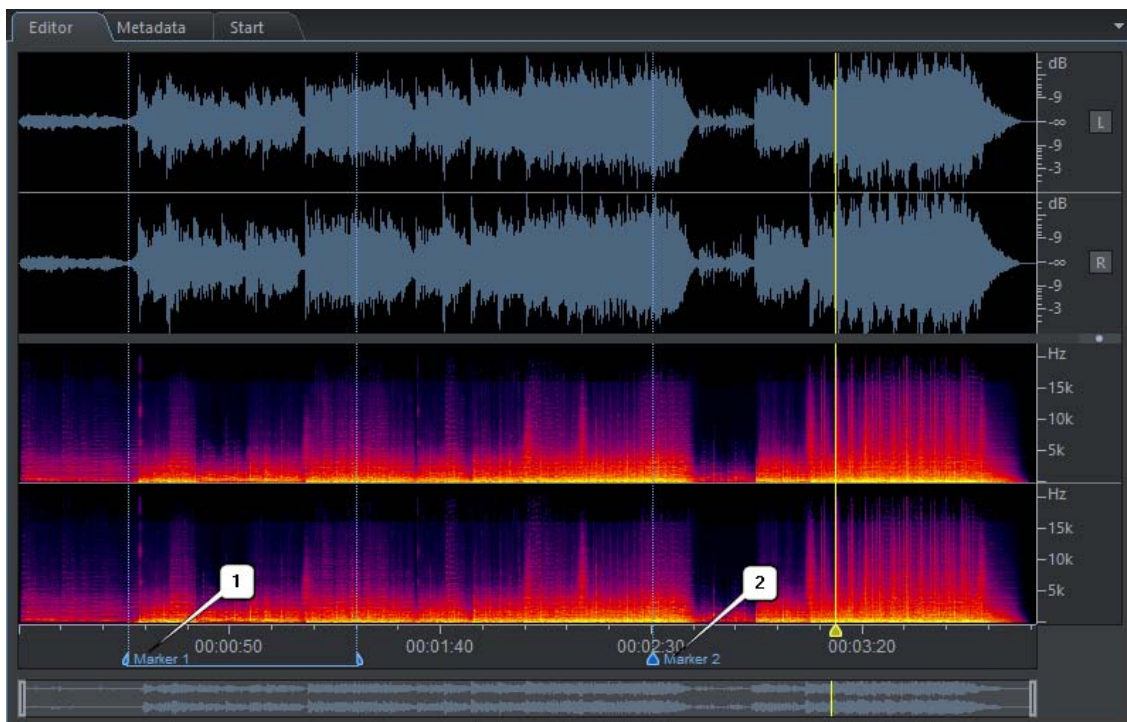 Editor Metadata Start
dB
-9
-∞ L
-9
-3
dB
-9
-∞ R
-9
-3
Hz
15k
10k
5k
Hz
15k
10k
5k
1 2
00:00:50 00:01:40 00:02:30 00:03:20
Marker 1 Marker 2